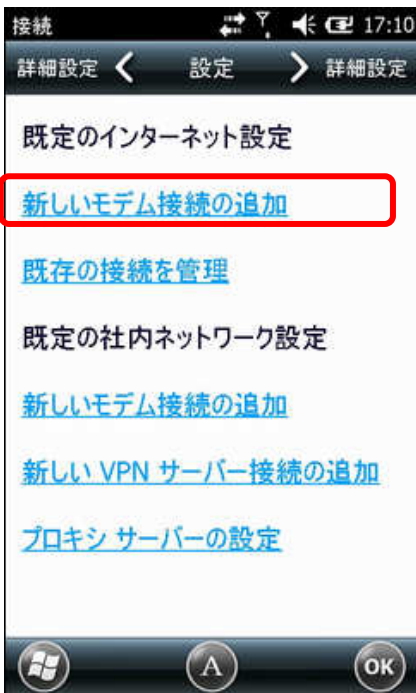 接続 17:10
詳細設定 設定 詳細設定
既定のインターネット設定
新しいモデム接続の追加
既存の接続を管理
既定の社内ネットワーク設定
新しいモデム接続の追加
新しい VPN サーバー接続の追加
プロキシ サーバーの設定
A OK